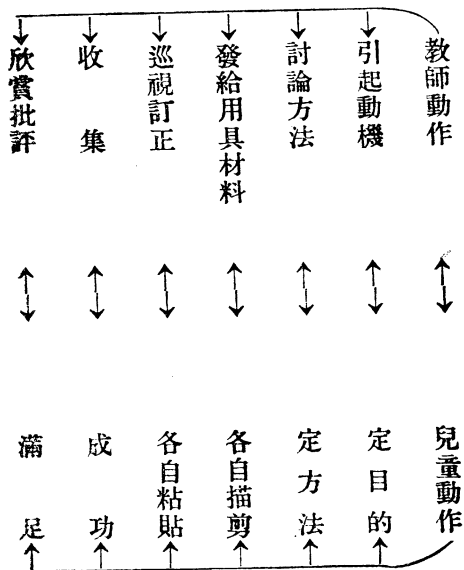 教師動作
引起動機
討論方法
發給用具材料
巡視訂正
收集
欣賞批評
兒童動作
定目的
定方法
各自描剪
各自粘貼
成功
滿足